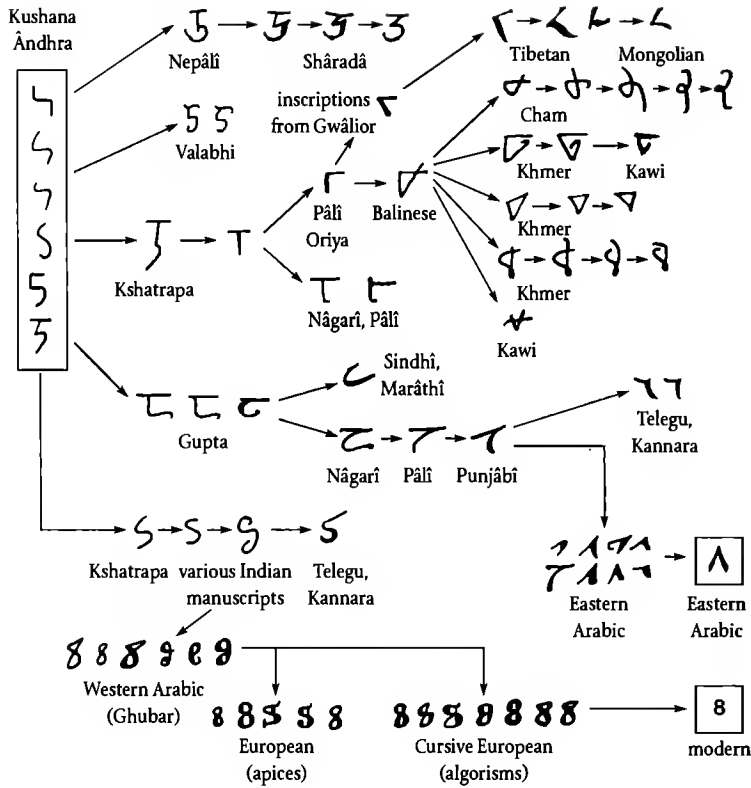 Kushana
Ândhra
Nepâlî
Shâradâ
Tibetan
Mongolian
inscriptions
from Gwâlior
Cham
Valabhi
Khmer
Kawi
Pâlî
Oriya
Balinese
Khmer
Kshatrapa
Khmer
Nâgarî, Pâlî
Kawi
Sindhî,
Marâthî
Gupta
Telegu,
Kannara
Nâgarî
Pâlî
Punjâbî
Kshatrapa
various Indian
manuscripts
Telegu,
Kannara
Eastern
Arabic
Eastern
Arabic
Western Arabic
(Ghubar)
8
European
(apices)
Cursive European
(algorisms)
modern